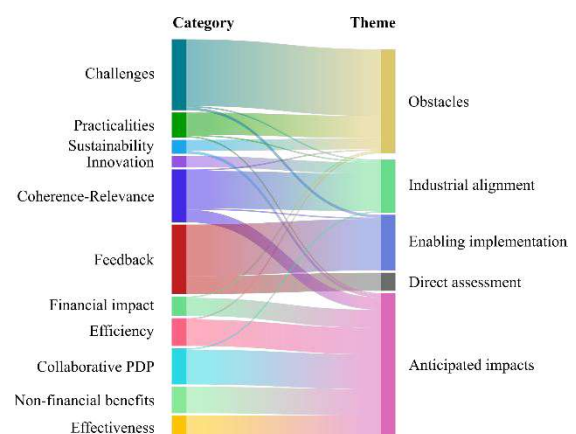 Category
Theme
Challenges
Practicalities
Sustainability
Innovation
Coherence-Relevance
Feedback
Financial impact
Efficiency
Collaborative PDP
Non-financial benefits
Effectiveness
Obstacles
Industrial alignment
Enabling implementation
Direct assessment
Anticipated impacts